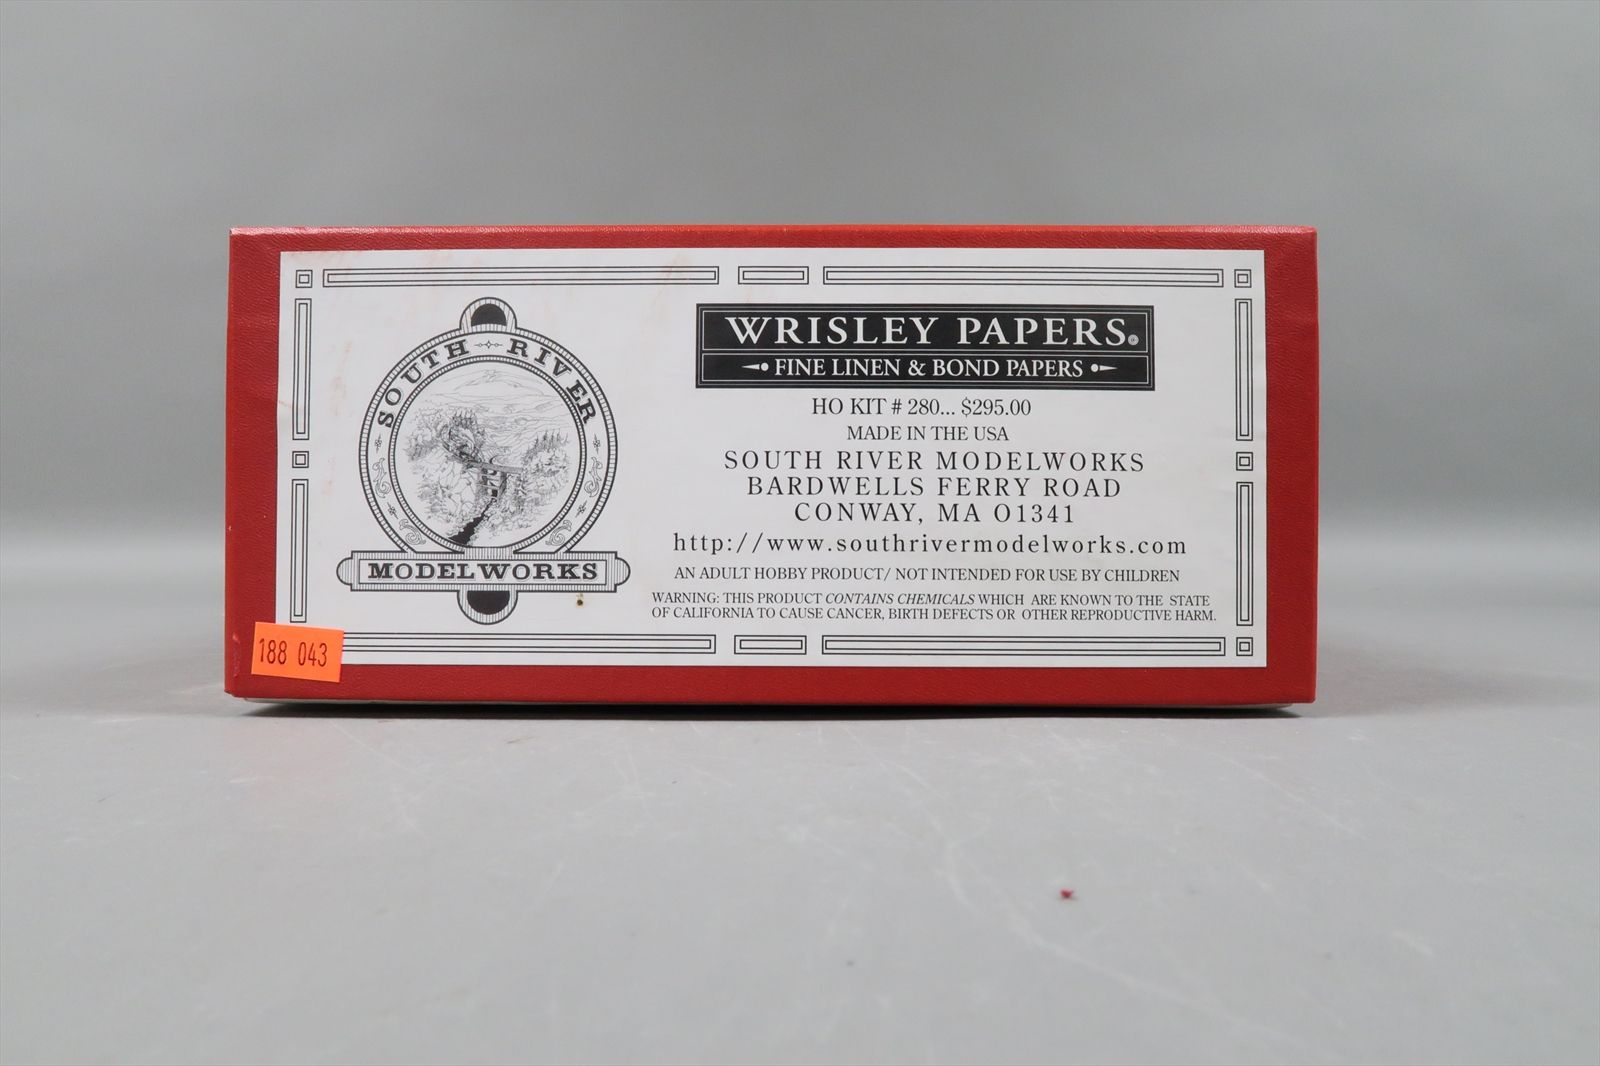 SOUTH RIVER
MODELWORKS
WRISLEY PAPERS®
FINE LINEN & BOND PAPERS
HO KIT # 280... $295.00
MADE IN THE USA
SOUTH RIVER MODELWORKS
BARDWELLS FERRY ROAD
CONWAY, MA 01341
http://www.southrivermodelworks.com
AN ADULT HOBBY PRODUCT/ NOT INTENDED FOR USE BY CHILDREN
WARNING: THIS PRODUCT CONTAINS CHEMICALS WHICH ARE KNOWN TO THE STATE
OF CALIFORNIA TO CAUSE CANCER, BIRTH DEFECTS OR OTHER REPRODUCTIVE HARM.
188 043